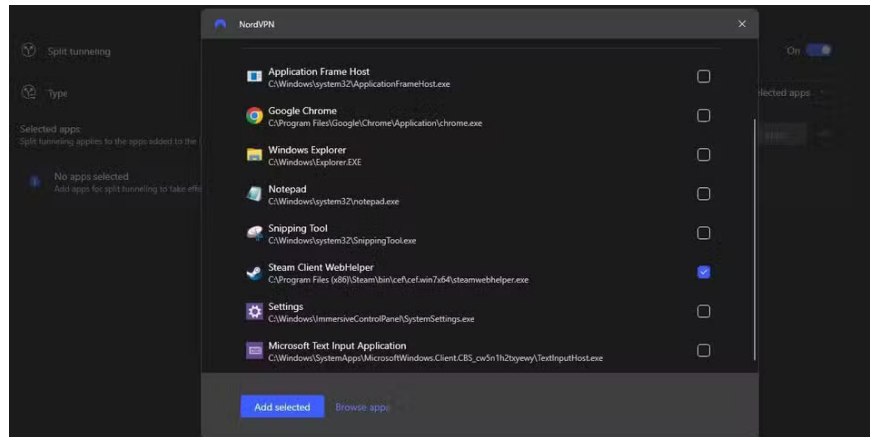 NordVPN
Split tunneling
On
Type
elected apps
Selected apps
Split tunneling applies to the apps added to the
No apps selected
Add apps for split tunneling to take effe
Application Frame Host
C:\Windows\system32\ApplicationFrameHost.exe
Google Chrome
C:\Program Files\Google\Chrome\Application\chrome.exe
Windows Explorer
C:\Windows\Explorer.EXE
Notepad
C:\Windows\system32\notepad.exe
Snipping Tool
C:\Windows\system32\SnippingTool.exe
Steam Client WebHelper
C:\Program Files (x86)\Steam\bin\cef\cef.win7x64\steamwebhelper.exe
Settings
C:\Windows\ImmersiveControlPanel\SystemSettings.exe
Microsoft Text Input Application
C:\Windows\SystemApps\MicrosoftWindows.Client.CBS_cw5n1h2txyewy\TextInputHost.exe
Add selected
Browse apps